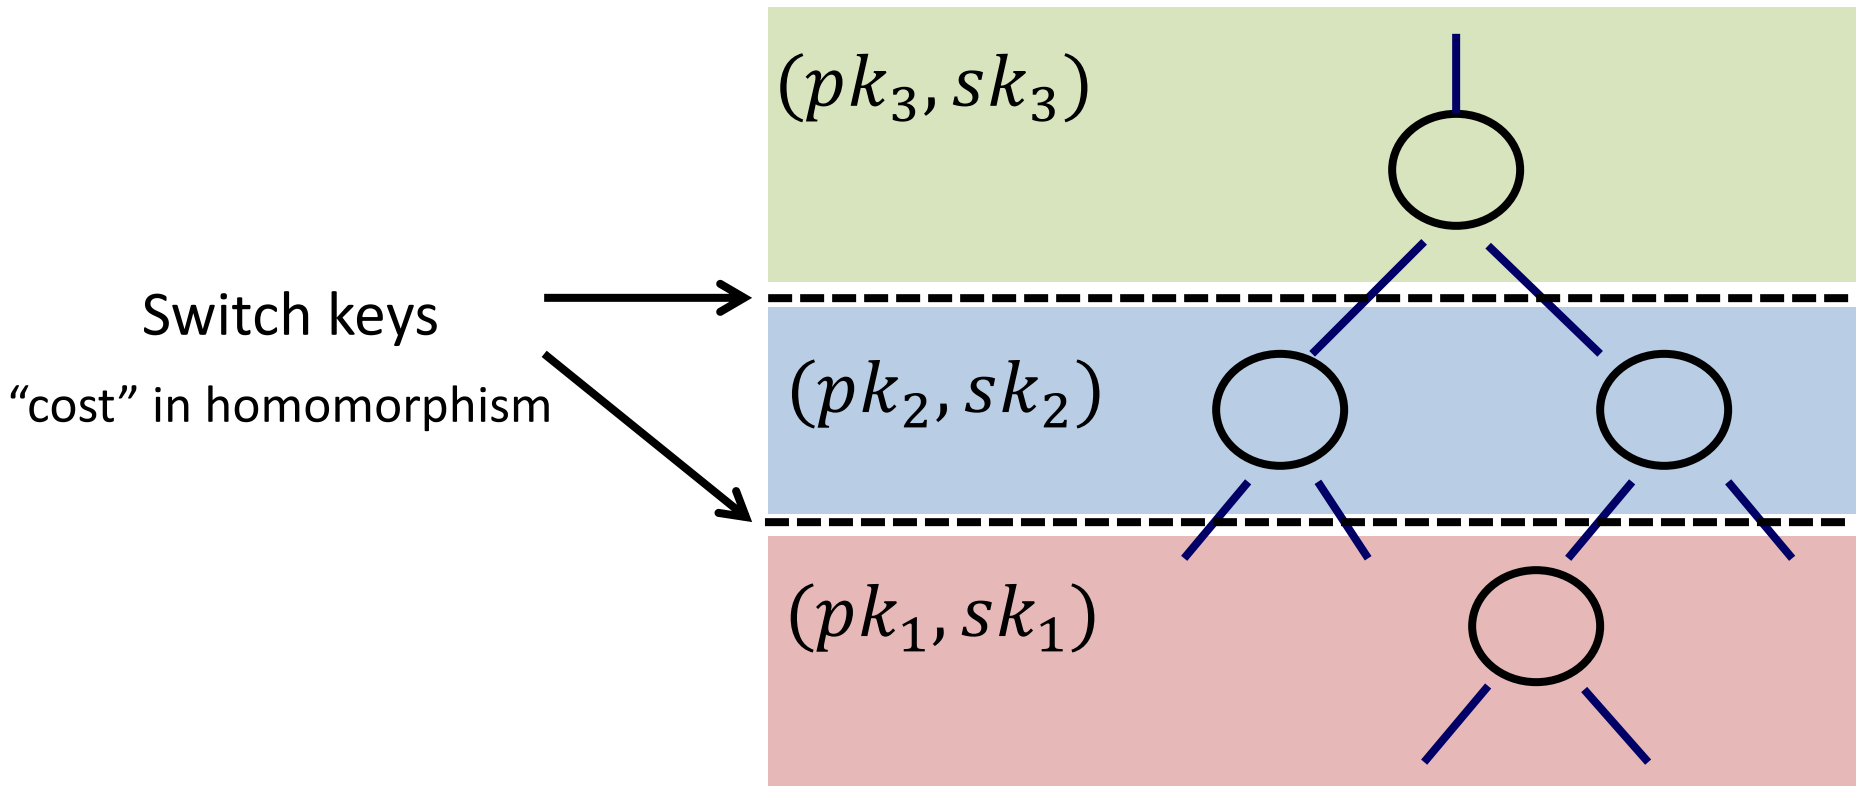 (pk₃, sk₃)
Switch keys
“cost” in homomorphism
(pk₂, sk₂)
(pk₁, sk₁)